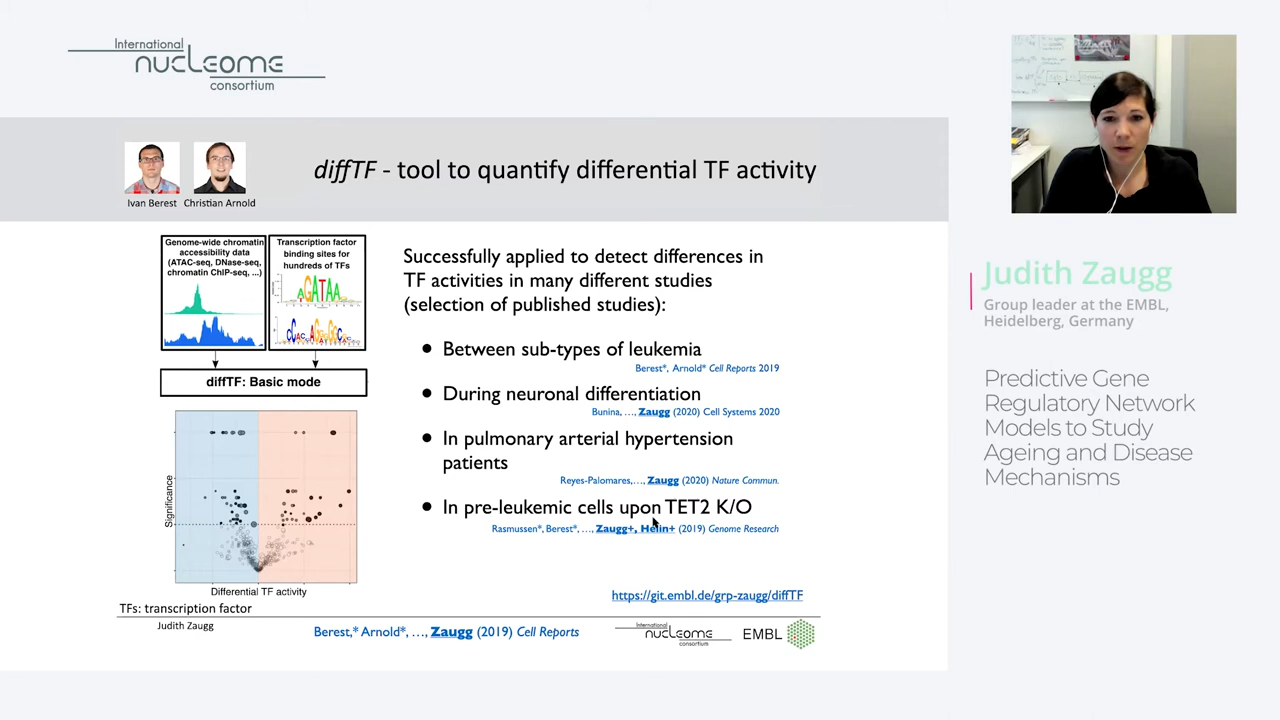 International
nucleome
consortium
Ivan Berest
Christian Arnold
diffTF - tool to quantify differential TF activity
Genome-wide chromatin
accessibility data
(ATAC-seq, DNase-seq,
chromatin ChIP-seq, ...)
Transcription factor
binding sites for
hundreds of TFs
diffTF: Basic mode
Significance
Differential TF activity
TFs: transcription factor
Successfully applied to detect differences in
TF activities in many different studies
(selection of published studies):
● Between sub-types of leukemia
Berest*, Arnold* Cell Reports 2019
● During neuronal differentiation
Bunina, ..., Zaugg (2020) Cell Systems 2020
● In pulmonary arterial hypertension
patients
Reyes-Palomares,..., Zaugg (2020) Nature Commun.
● In pre-leukemic cells upon TET2 K/O
Rasmussen*, Berest*, ..., Zaugg+, Helin+ (2019) Genome Research
https://git.embl.de/grp-zaugg/diffTF
Judith Zaugg
Berest,* Arnold*, ..., Zaugg (2019) Cell Reports
International
nucleome
consortium
EMBL
Judith Zaugg
Group leader at the EMBL,
Heidelberg, Germany
Predictive Gene
Regulatory Network
Models to Study
Ageing and Disease
Mechanisms